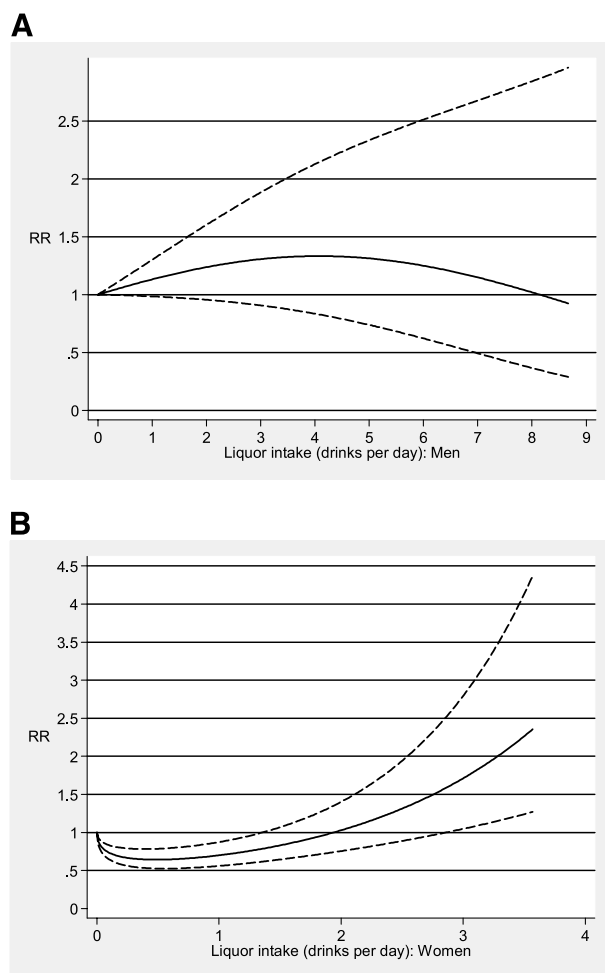 A
2.5
2
RR 1.5
1
.5
0
0 1 2 3 4 5 6 7 8 9
Liquor intake (drinks per day): Men
B
4.5
4
3.5
3
2.5
RR
2
1.5
1
.5
0
0 1 2 3 4
Liquor intake (drinks per day): Women